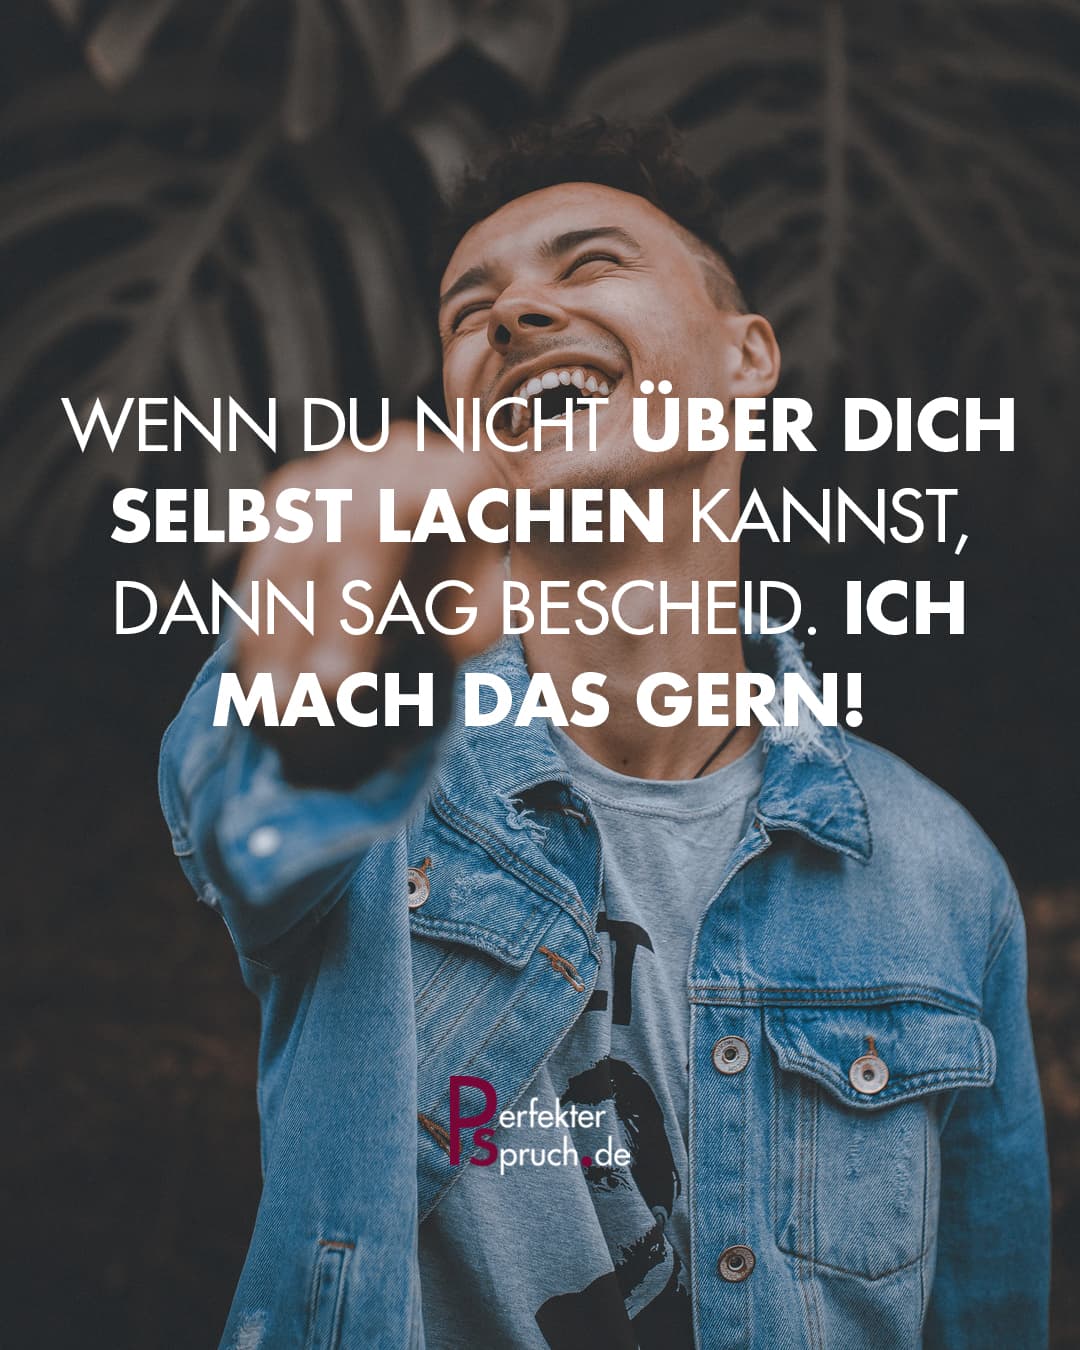 WENN DU NICHT ÜBER DICH
SELBST LACHEN KANNST,
DANN SAG BESCHEID. ICH
MACH DAS GERN!
Perfekter
Spruch.de